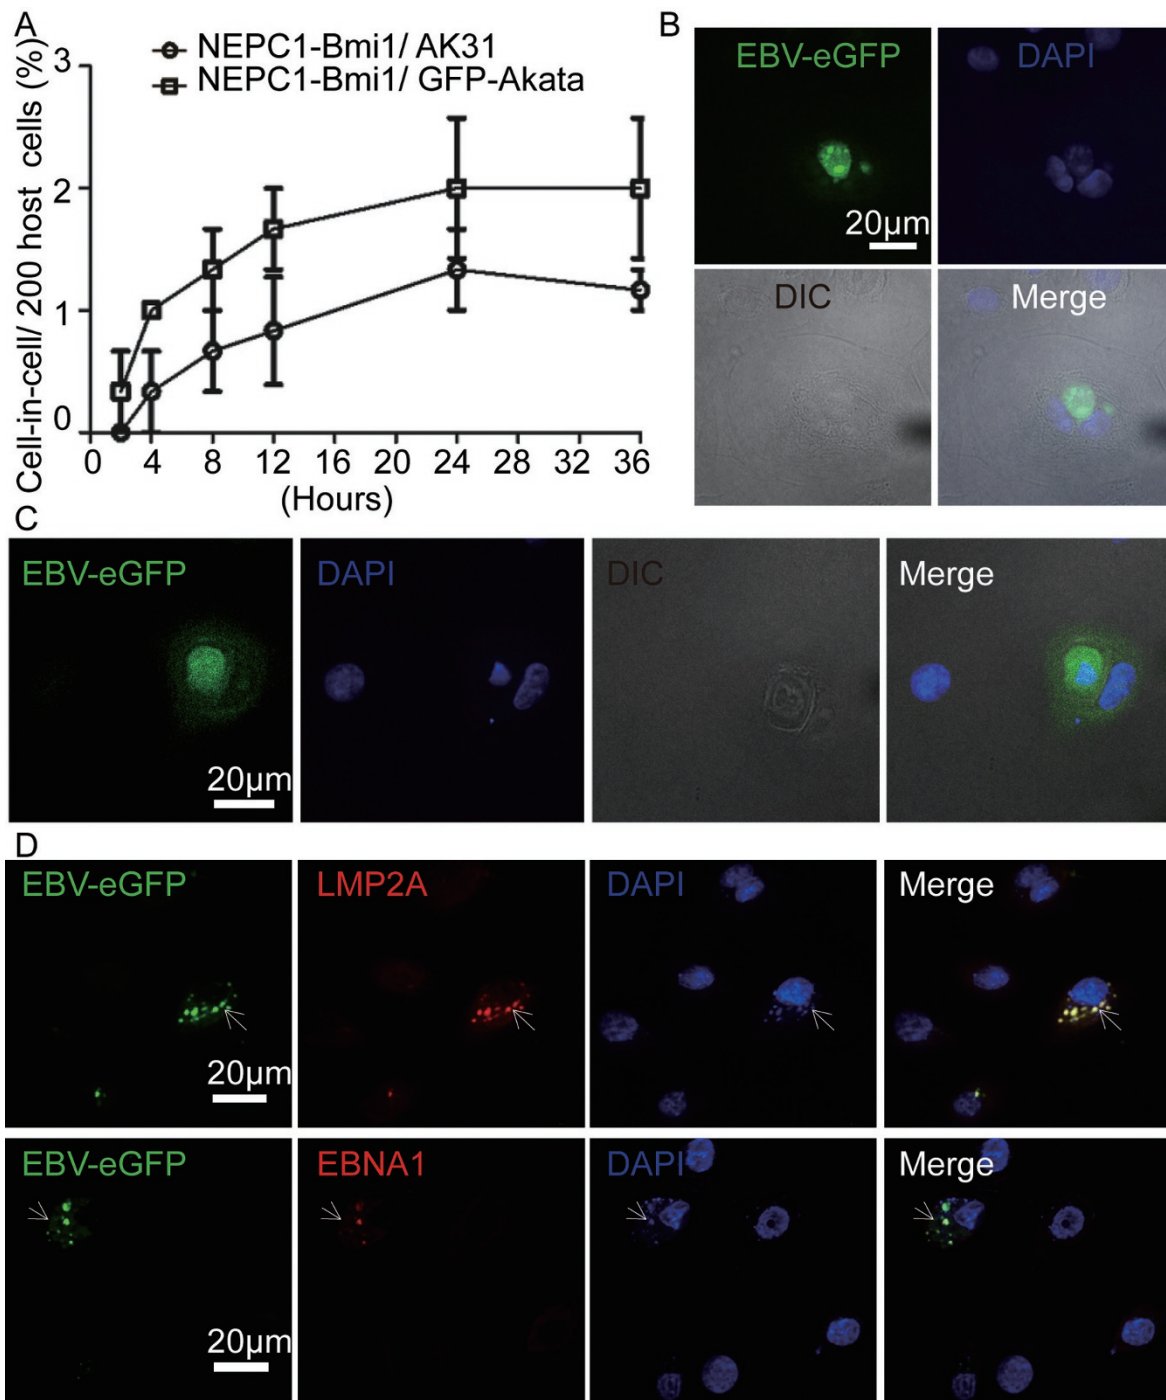 A
NEPC1-Bmi1/ AK31
NEPC1-Bmi1/ GFP-Akata
Cell-in-cell/ 200 host cells (%)
3
2
1
0
0 4 8 12 16 20 24 28 32 36
(Hours)
B
EBV-eGFP
DAPI
20μm
DIC
Merge
C
EBV-eGFP
DAPI
DIC
Merge
20μm
D
EBV-eGFP
LMP2A
DAPI
Merge
20μm
EBV-eGFP
EBNA1
DAPI
Merge
20μm